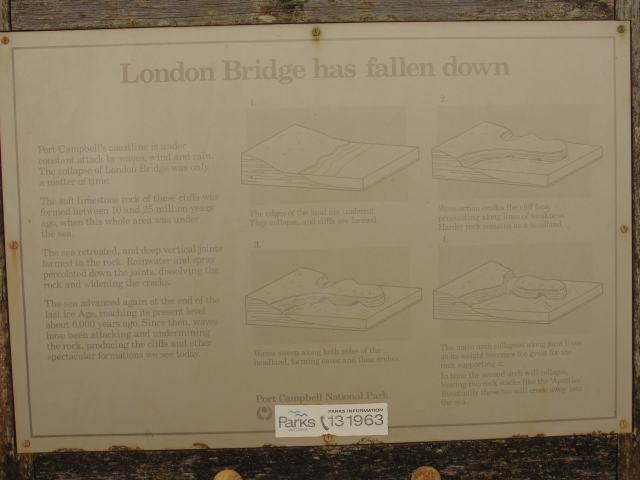 London Bridge has fallen down
Port Campbell's coastline is under
constant attack by waves, wind and rain.
The collapse of London Bridge was only
a matter of time.
The soft limestone rock of these cliffs was
formed between 10 and 25 million years
ago, when this whole area was under
the sea.
The sea retreated, and deep vertical joints
formed in the rock. Rainwater and spray
percolated down the joints, dissolving the
rock and widening the cracks.
The sea advanced again at the end of the
last Ice Age, reaching its present level
about 6,000 years ago. Since then, waves
have been attacking and undermining
the rock, producing the cliffs and other
spectacular formations we see today.
1.
The edges of the land are undercut.
They collapse, and cliffs are formed.
2.
Wave action erodes the cliff face,
penetrating along lines of weakness.
Harder rock remains as a headland.
3.
Waves sweep along both sides of the
headland, forming caves and then arches.
4.
The main arch collapses along joint lines
as its weight becomes too great for the
rock supporting it.
In time the second arch will collapse,
leaving two rock stacks like the 'Apostles'.
Eventually these too will erode away into
the sea.
Port Campbell National Park
Parks
VICTORIA
PARKS INFORMATION
13 1963